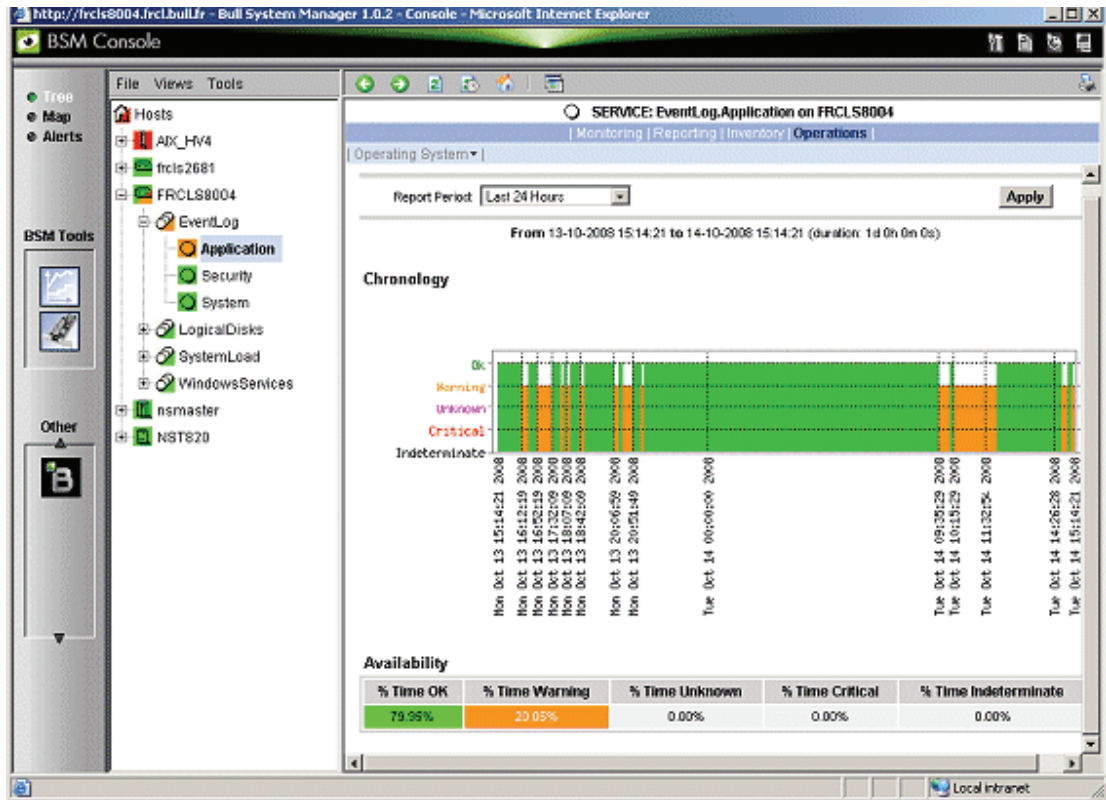 http://frcls8004.frcl.bull.fr - Bull System Manager 1.0.2 - Console - Microsoft Internet Explorer
BSM Console
Tree
Map
Alerts
BSM Tools
Other
B
File Views Tools
Hosts
AIX_HV4
frcls2681
FRCLS8004
EventLog
Application
Security
System
LogicalDisks
SystemLoad
WindowsServices
nsmaster
NST820
SERVICE: EventLog.Application on FRCLS8004
| Monitoring | Reporting | Inventory | Operations |
| Operating System |
Report Period: Last 24 Hours Apply
From 13-10-2008 15:14:21 to 14-10-2008 15:14:21 (duration: 1d 0h 0m 0s)
Chronology
Ok
Warning
Unknown
Critical
Indeterminate
Mon Oct 13 15:14:21 2008
Mon Oct 13 16:12:19 2008
Mon Oct 13 16:52:19 2008
Mon Oct 13 17:32:09 2008
Mon Oct 13 18:07:09 2008
Mon Oct 13 18:42:09 2008
Mon Oct 13 20:06:59 2008
Mon Oct 13 20:51:49 2008
Tue Oct 14 00:00:00 2008
Tue Oct 14 09:35:29 2008
Tue Oct 14 10:15:29 2008
Tue Oct 14 11:32:54 2008
Tue Oct 14 14:26:28 2008
Tue Oct 14 15:14:21 2008
Availability
% Time OK % Time Warning % Time Unknown % Time Critical % Time Indeterminate
79.95% 20.05% 0.00% 0.00% 0.00%
Local intranet